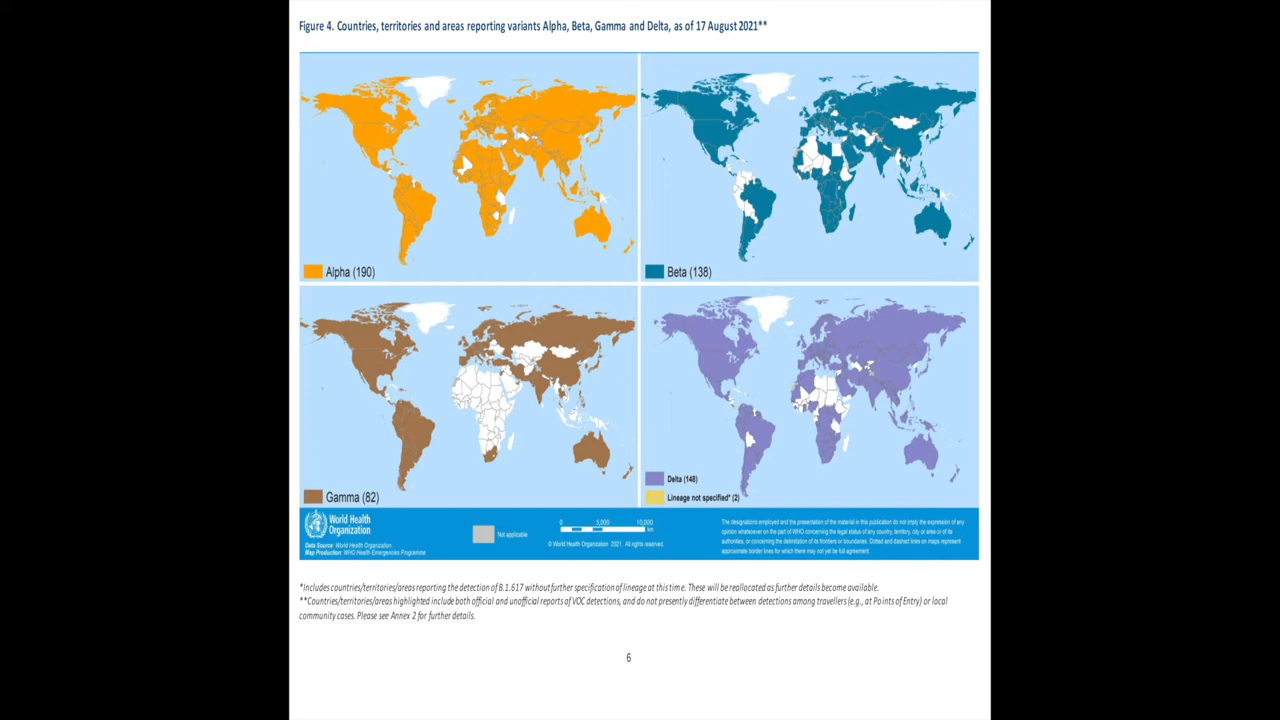 Figure 4. Countries, territories and areas reporting variants Alpha, Beta, Gamma and Delta, as of 17 August 2021**
Alpha (190)
Beta (138)
Gamma (82)
Delta (148)
Lineage not specified* (2)
World Health
Organization
Data Source: World Health Organization
Map Production: WHO Health Emergencies Programme
Not applicable
0 5,000 10,000
km
© World Health Organization 2021, All rights reserved.
The designations employed and the presentation of the material in this publication do not imply the expression of any
opinion whatsoever on the part of WHO concerning the legal status of any country, territory, city or area or of its
authorities, or concerning the delimitation of its frontiers or boundaries. Dotted and dashed lines on maps represent
approximate border lines for which there may not yet be full agreement.
*Includes countries/territories/areas reporting the detection of B.1.617 without further specification of lineage at this time. These will be reallocated as further details become available.
**Countries/territories/areas highlighted include both official and unofficial reports of VOC detections, and do not presently differentiate between detections among travellers (e.g., at Points of Entry) or local
community cases. Please see Annex 2 for further details.
6